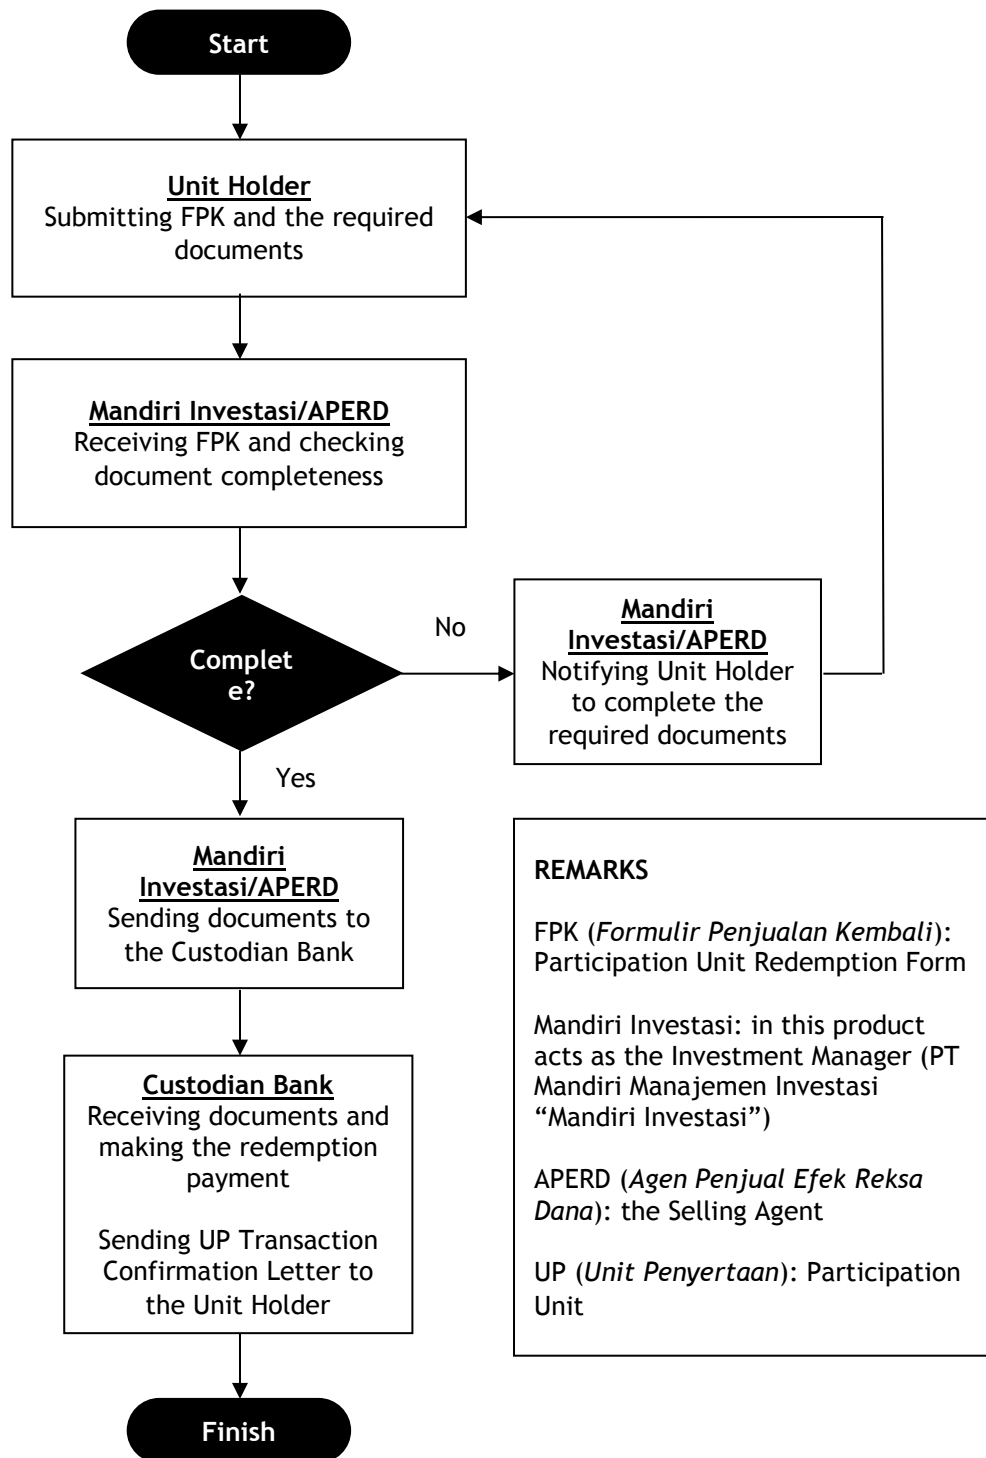 Start
Unit Holder
Submitting FPK and the required
documents
Mandiri Investasi/APERD
Receiving FPK and checking
document completeness
Complet
e?
No
Mandiri
Investasi/APERD
Notifying Unit Holder
to complete the
required documents
Yes
Mandiri
Investasi/APERD
Sending documents to
the Custodian Bank
Custodian Bank
Receiving documents and
making the redemption
payment
Sending UP Transaction
Confirmation Letter to
the Unit Holder
Finish
REMARKS
FPK (Formulir Penjualan Kembali):
Participation Unit Redemption Form
Mandiri Investasi: in this product
acts as the Investment Manager (PT
Mandiri Manajemen Investasi
“Mandiri Investasi”)
APERD (Agen Penjual Efek Reksa
Dana): the Selling Agent
UP (Unit Penyertaan): Participation
Unit